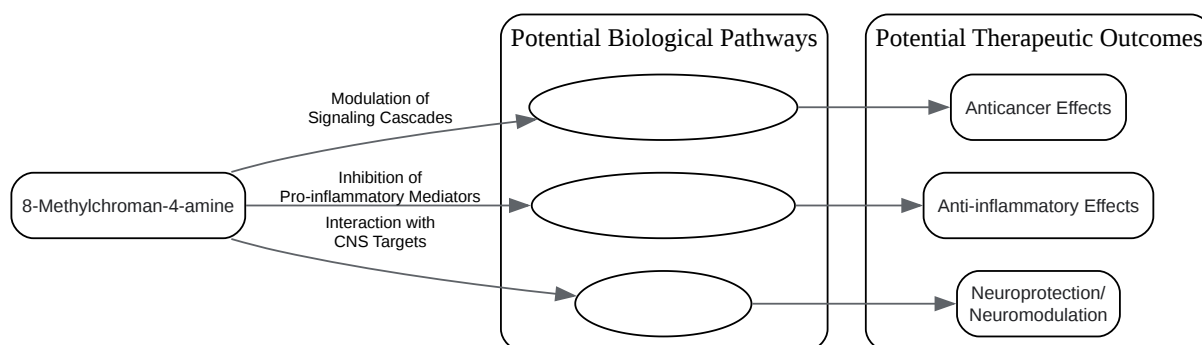 Potential Biological Pathways
Potential Therapeutic Outcomes
Modulation of
Signaling Cascades
Anticancer Effects
8-Methylchroman-4-amine
Inhibition of
Pro-inflammatory Mediators
Anti-inflammatory Effects
Interaction with
CNS Targets
Neuroprotection/
Neuromodulation